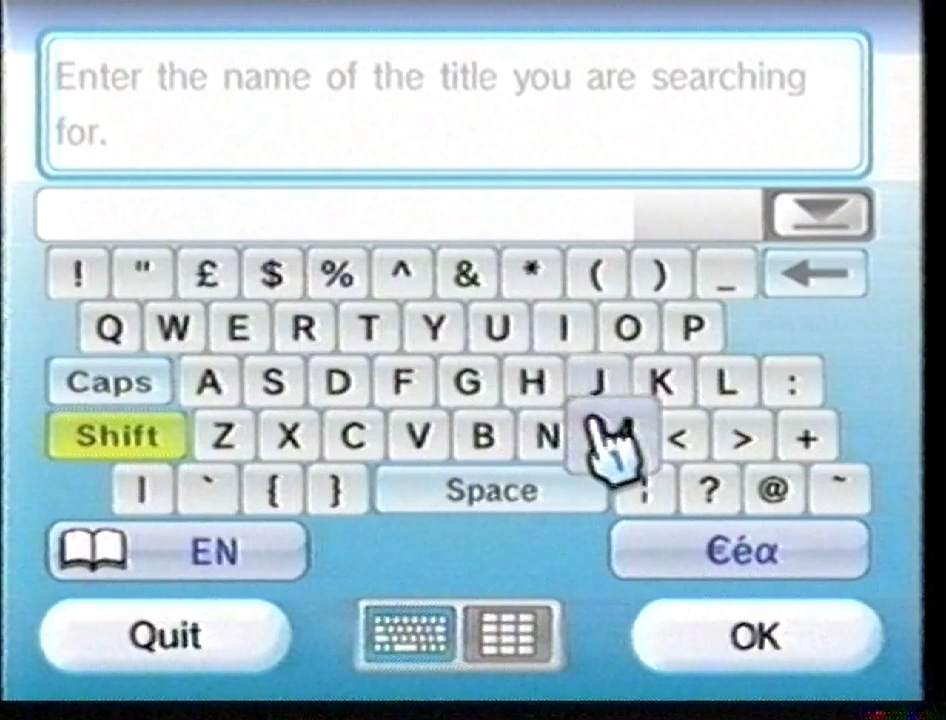 Enter the name of the title you are searching
for.
! " £ $ % ^ & * ( ) _
Q W E R T Y U I O P
Caps A S D F G H J K L :
Shift Z X C V B N < > +
| ` { } Space ¦ ? @ ~
EN €éα
Quit OK